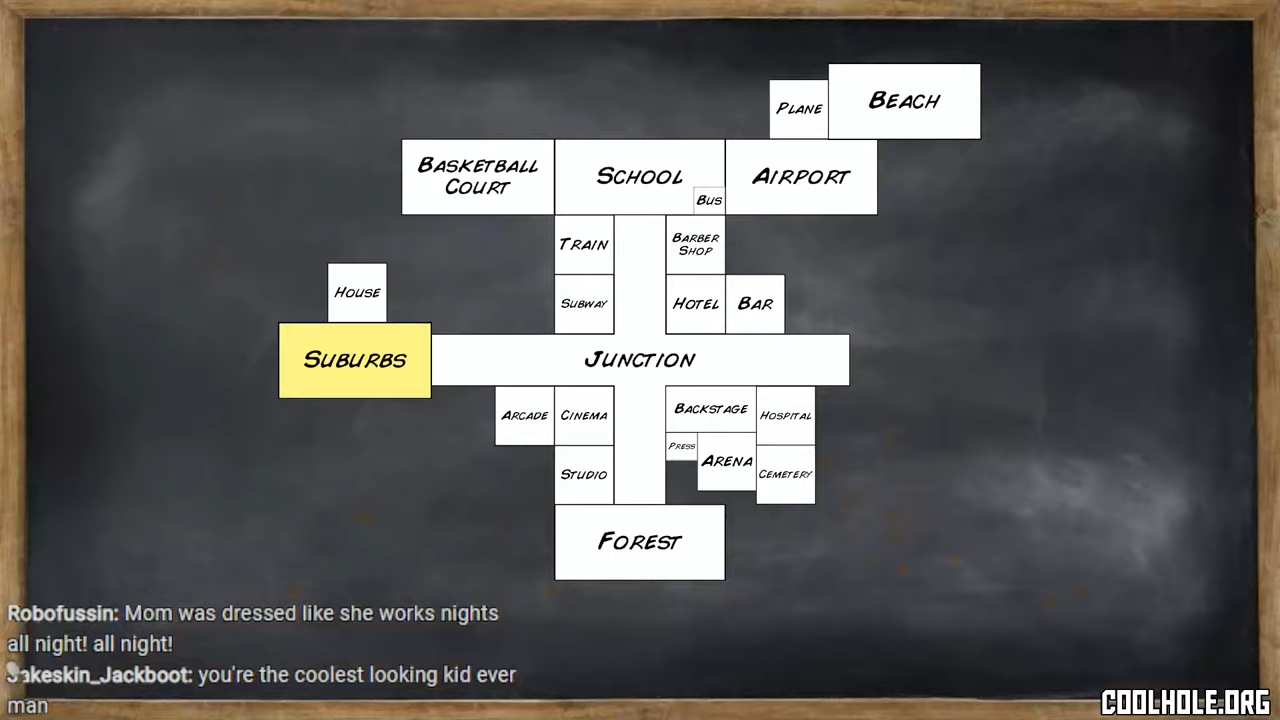 Plane
Beach
Basketball
Court
School
Airport
Bus
Train
Barber
Shop
House
Subway
Hotel
Bar
Suburbs
Junction
Arcade
Cinema
Backstage
Hospital
Press
Arena
Studio
Cemetery
Forest
Robofussin: Mom was dressed like she works nights
all night! all night!
Jakeskin_Jackboot: you're the coolest looking kid ever
man
COOLHOLE.ORG